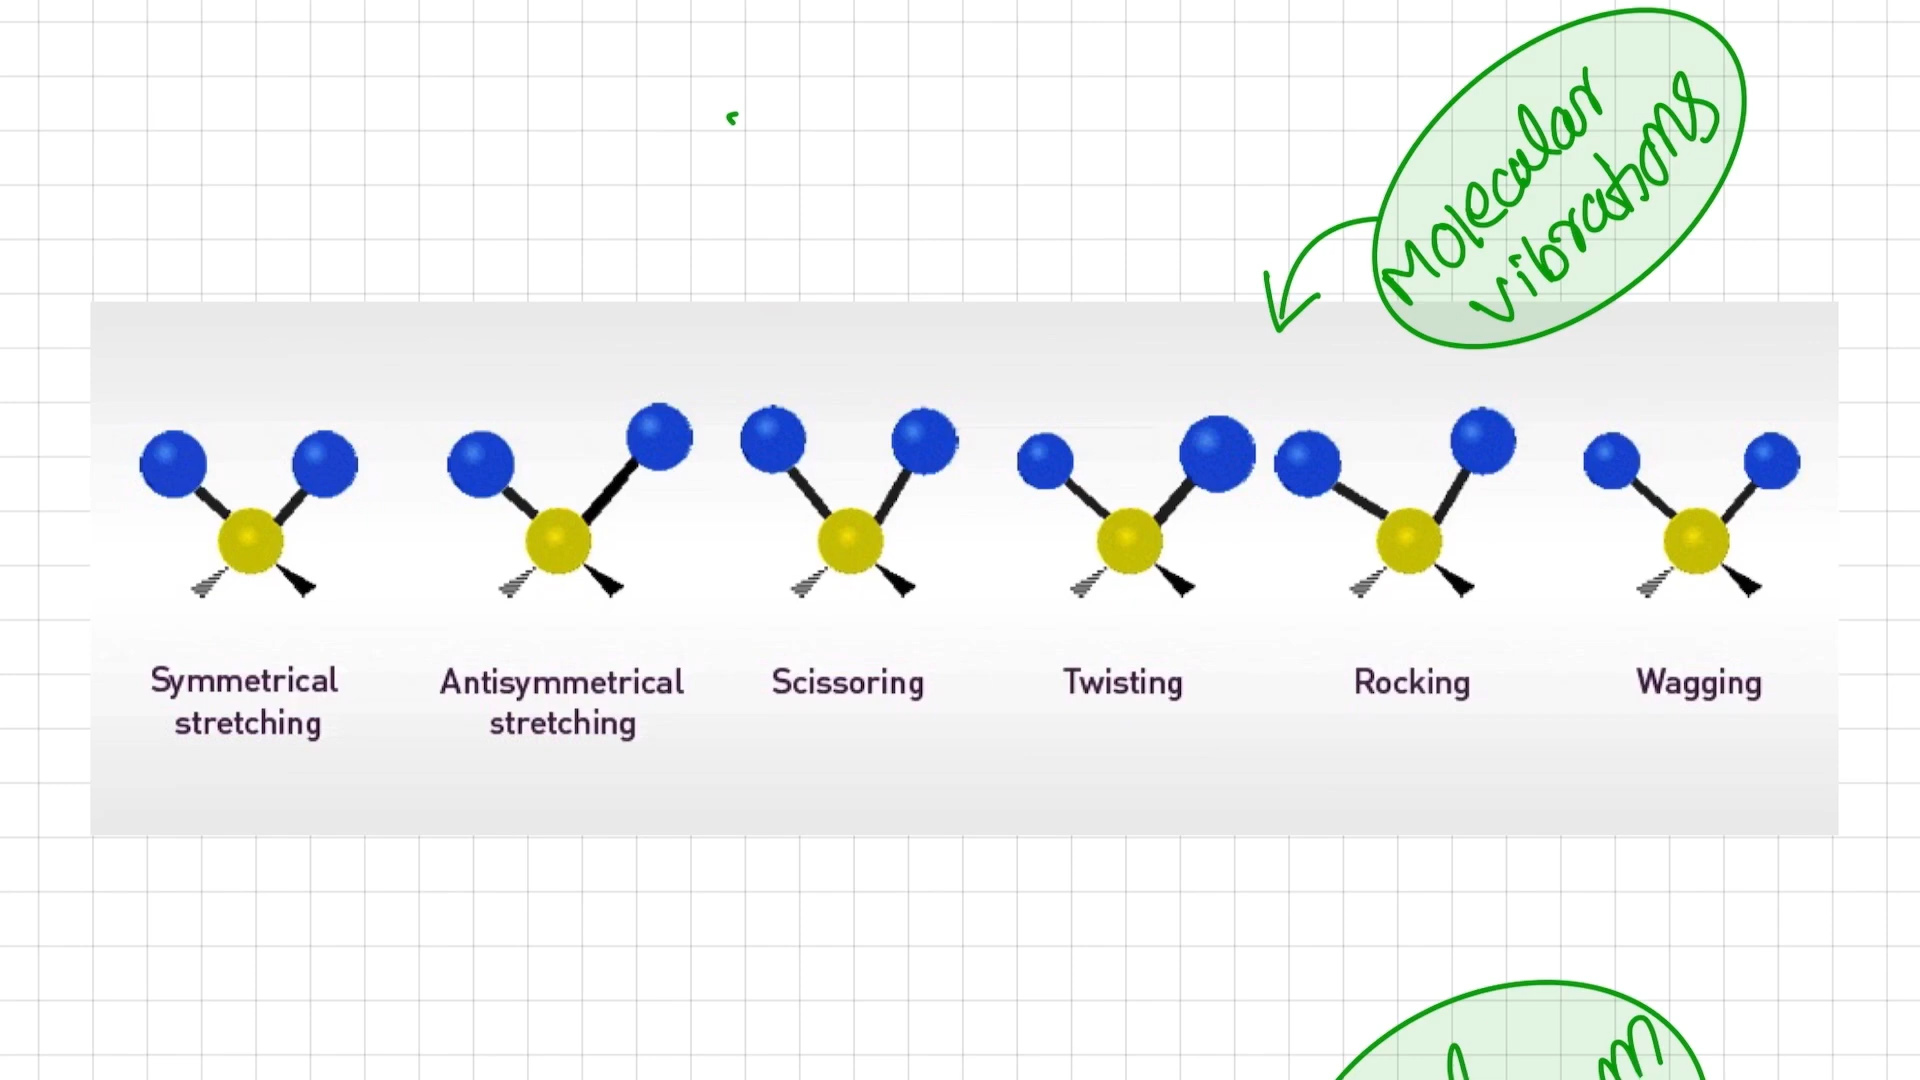 Molecular
vibrations
Symmetrical
stretching
Antisymmetrical
stretching
Scissoring
Twisting
Rocking
Wagging